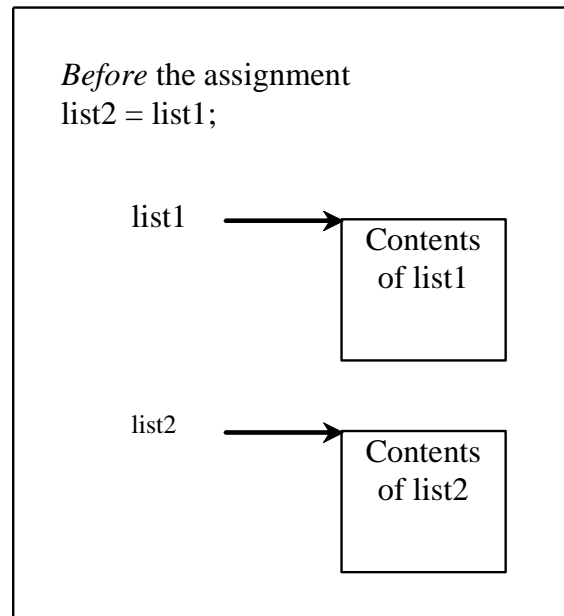 Before the assignment
list2 = list1;
list1
Contents
of list1
list2
Contents
of list2